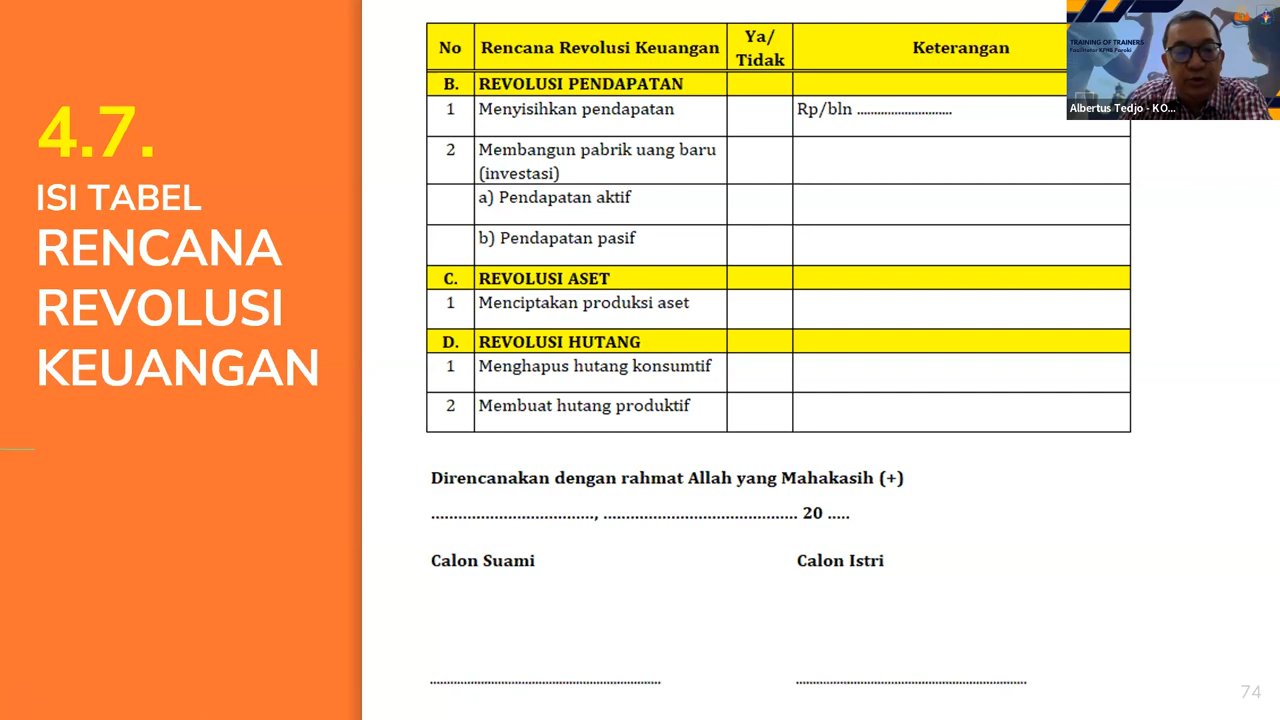 4.7.
ISI TABEL
RENCANA
REVOLUSI
KEUANGAN
No Rencana Revolusi Keuangan Ya/ Tidak Keterangan
B. REVOLUSI PENDAPATAN
1 Menyisihkan pendapatan Rp/bln ............................
2 Membangun pabrik uang baru
(investasi)
a) Pendapatan aktif
b) Pendapatan pasif
C. REVOLUSI ASET
1 Menciptakan produksi aset
D. REVOLUSI HUTANG
1 Menghapus hutang konsumtif
2 Membuat hutang produktif
Direncanakan dengan rahmat Allah yang Mahakasih (+)
....................................., ............................................ 20 .....
Calon Suami Calon Istri
.................................................................... ....................................................................
74
TRAINING OF TRAINERS
Fasilitator KPHB Paroki
Albertus Tedjo - KO...